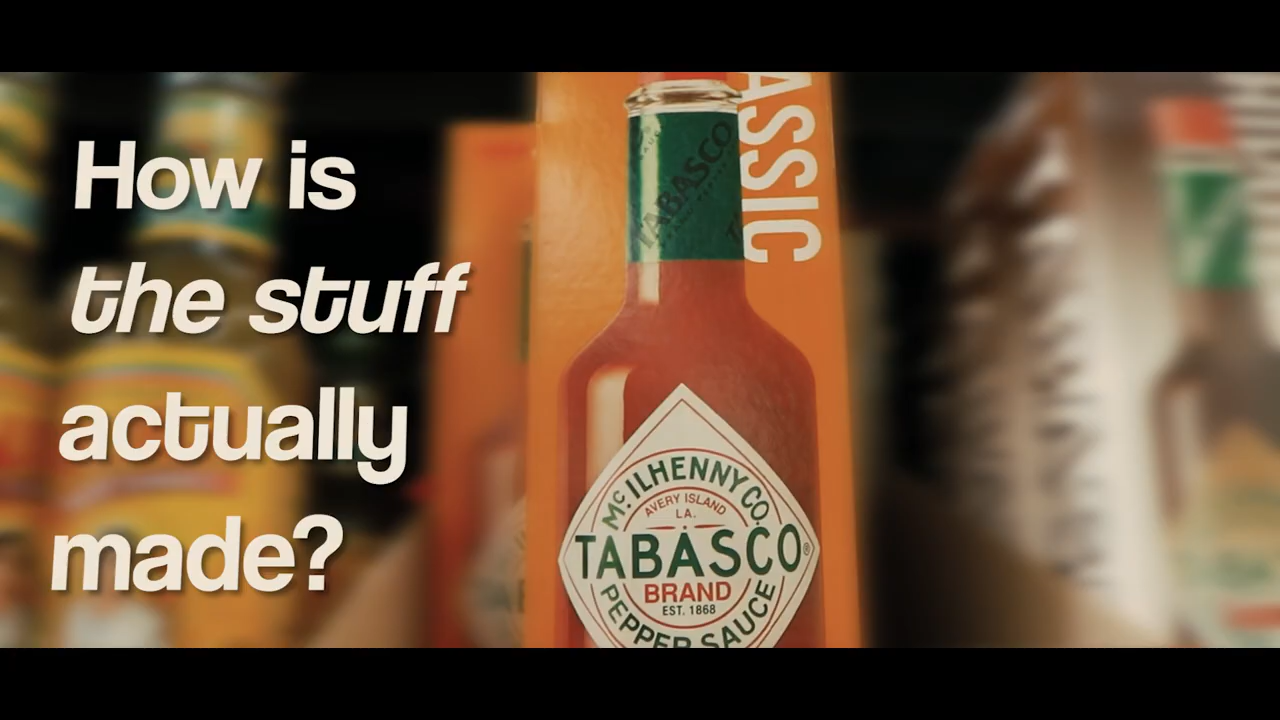 How is
the stuff
actually
made?
ASSIC
TABASCO
McILHENNY CO.
AVERY ISLAND
LA.
TABASCO®
BRAND
EST. 1868
PEPPER SAUCE